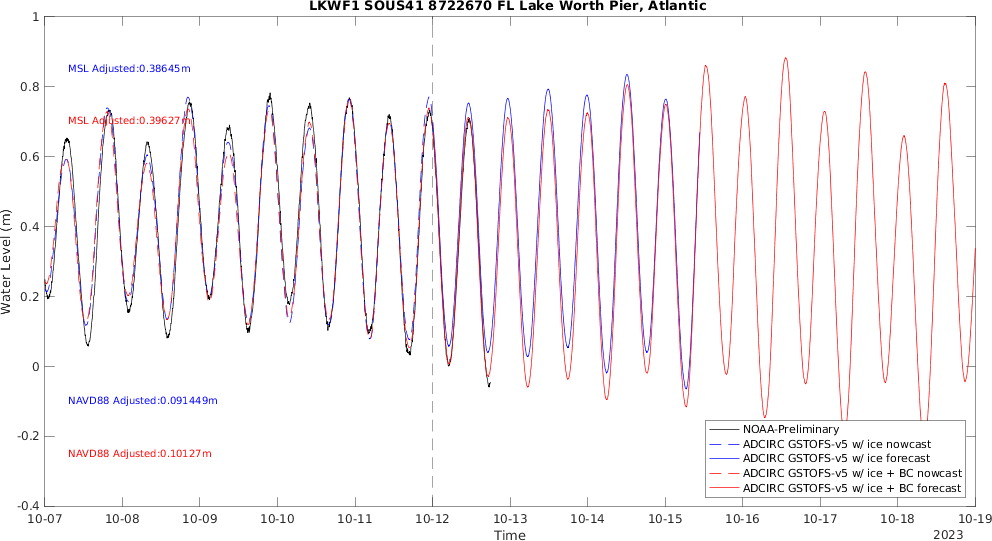 LKWF1 SOUS41 8722670 FL Lake Worth Pier, Atlantic
1
0.8
0.6
0.4
0.2
0
-0.2
-0.4
Water Level (m)
MSL Adjusted:0.38645m
MSL Adjusted:0.39627m
NAVD88 Adjusted:0.091449m
NAVD88 Adjusted:0.10127m
NOAA-Preliminary
ADCIRC GSTOFS-v5 w/ ice nowcast
ADCIRC GSTOFS-v5 w/ ice forecast
ADCIRC GSTOFS-v5 w/ ice + BC nowcast
ADCIRC GSTOFS-v5 w/ ice + BC forecast
10-07 10-08 10-09 10-10 10-11 10-12 10-13 10-14 10-15 10-16 10-17 10-18 10-19
Time
2023